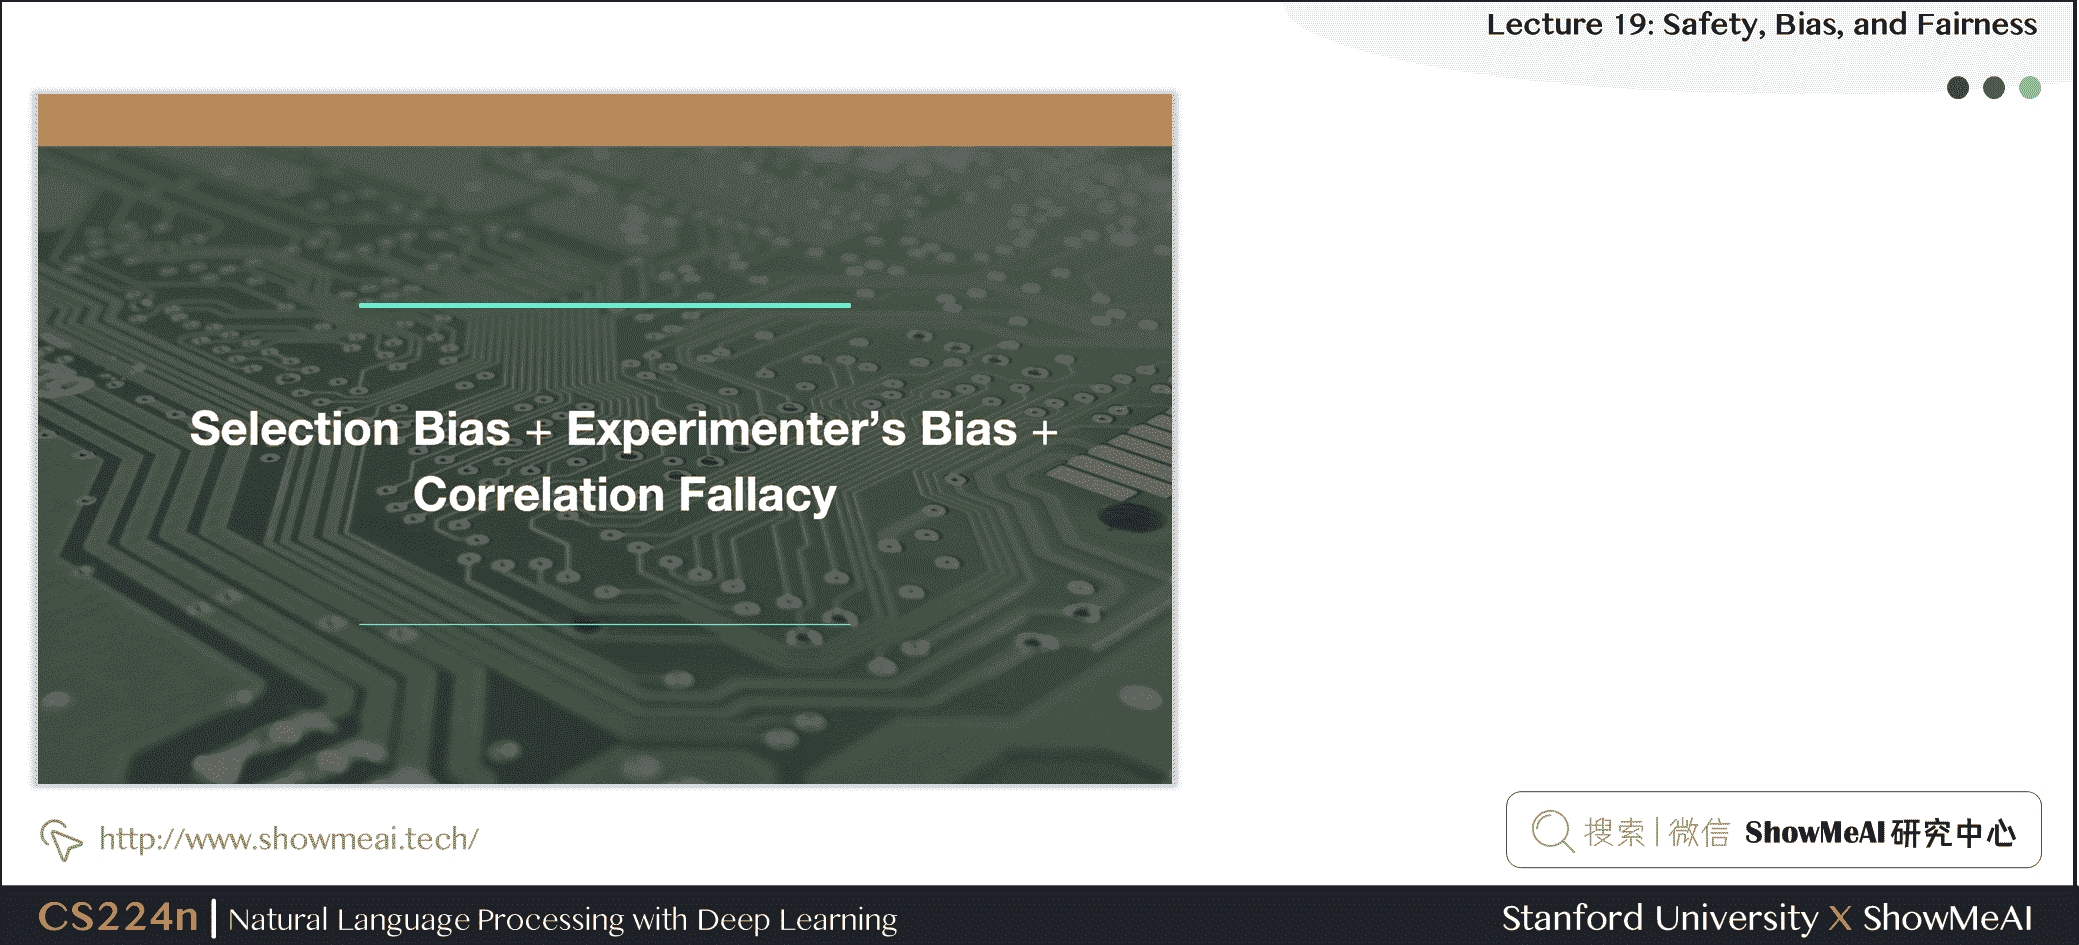 Lecture 19: Safety, Bias, and Fairness
Selection Bias + Experimenter’s Bias +
Correlation Fallacy
http://www.showmeai.tech/
搜索 | 微信 ShowMeAI 研究中心
CS224n | Natural Language Processing with Deep Learning
Stanford University X ShowMeAI